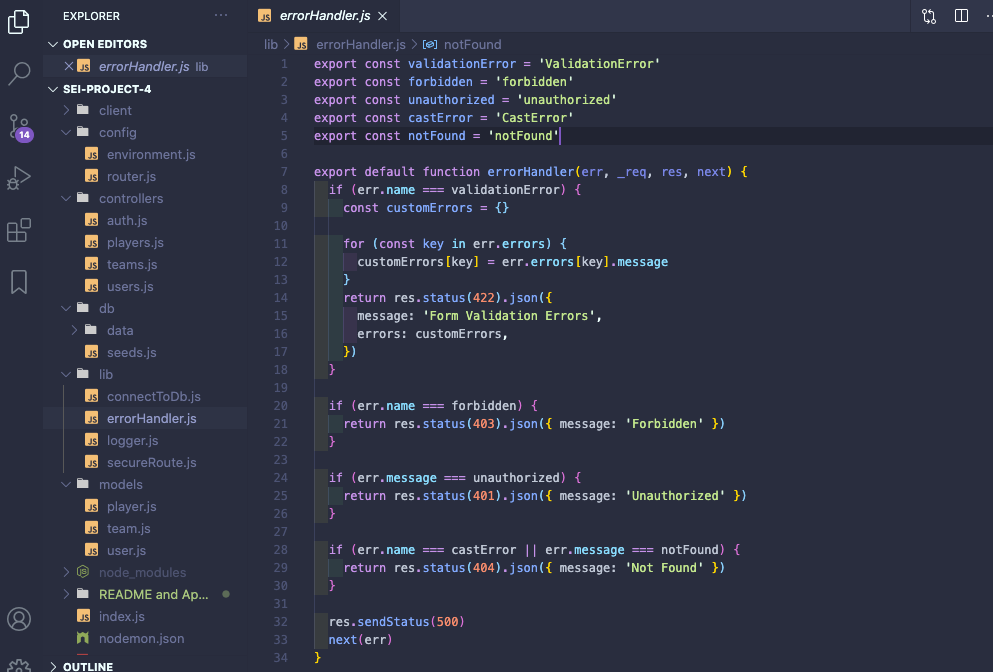 EXPLORER
OPEN EDITORS
JS errorHandler.js lib
SEI-PROJECT-4
client
config
JS environment.js
JS router.js
controllers
JS auth.js
JS players.js
JS teams.js
JS users.js
db
data
JS seeds.js
lib
JS connectToDb.js
JS errorHandler.js
JS logger.js
JS secureRoute.js
models
JS player.js
JS team.js
JS user.js
node_modules
README and Ap...
JS index.js
nodemon.json
OUTLINE
14
JS errorHandler.js
lib > JS errorHandler.js > notFound
1 export const validationError = 'ValidationError'
2 export const forbidden = 'forbidden'
3 export const unauthorized = 'unauthorized'
4 export const castError = 'CastError'
5 export const notFound = 'notFound'
6
7 export default function errorHandler(err, _req, res, next) {
8 if (err.name === validationError) {
9 const customErrors = {}
10
11 for (const key in err.errors) {
12 customErrors[key] = err.errors[key].message
13 }
14 return res.status(422).json({
15 message: 'Form Validation Errors',
16 errors: customErrors,
17 })
18 }
19
20 if (err.name === forbidden) {
21 return res.status(403).json({ message: 'Forbidden' })
22 }
23
24 if (err.message === unauthorized) {
25 return res.status(401).json({ message: 'Unauthorized' })
26 }
27
28 if (err.name === castError || err.message === notFound) {
29 return res.status(404).json({ message: 'Not Found' })
30 }
31
32 res.sendStatus(500)
33 next(err)
34 }